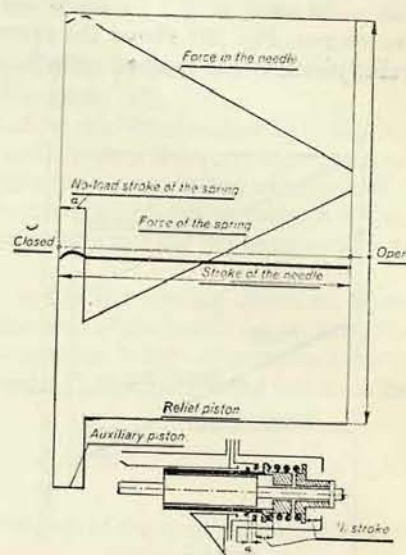 Force in the needle
No-load stroke of the spring
a
Force of the spring
Closed
Open
Stroke of the needle
Relief piston
Auxiliary piston
stroke
a